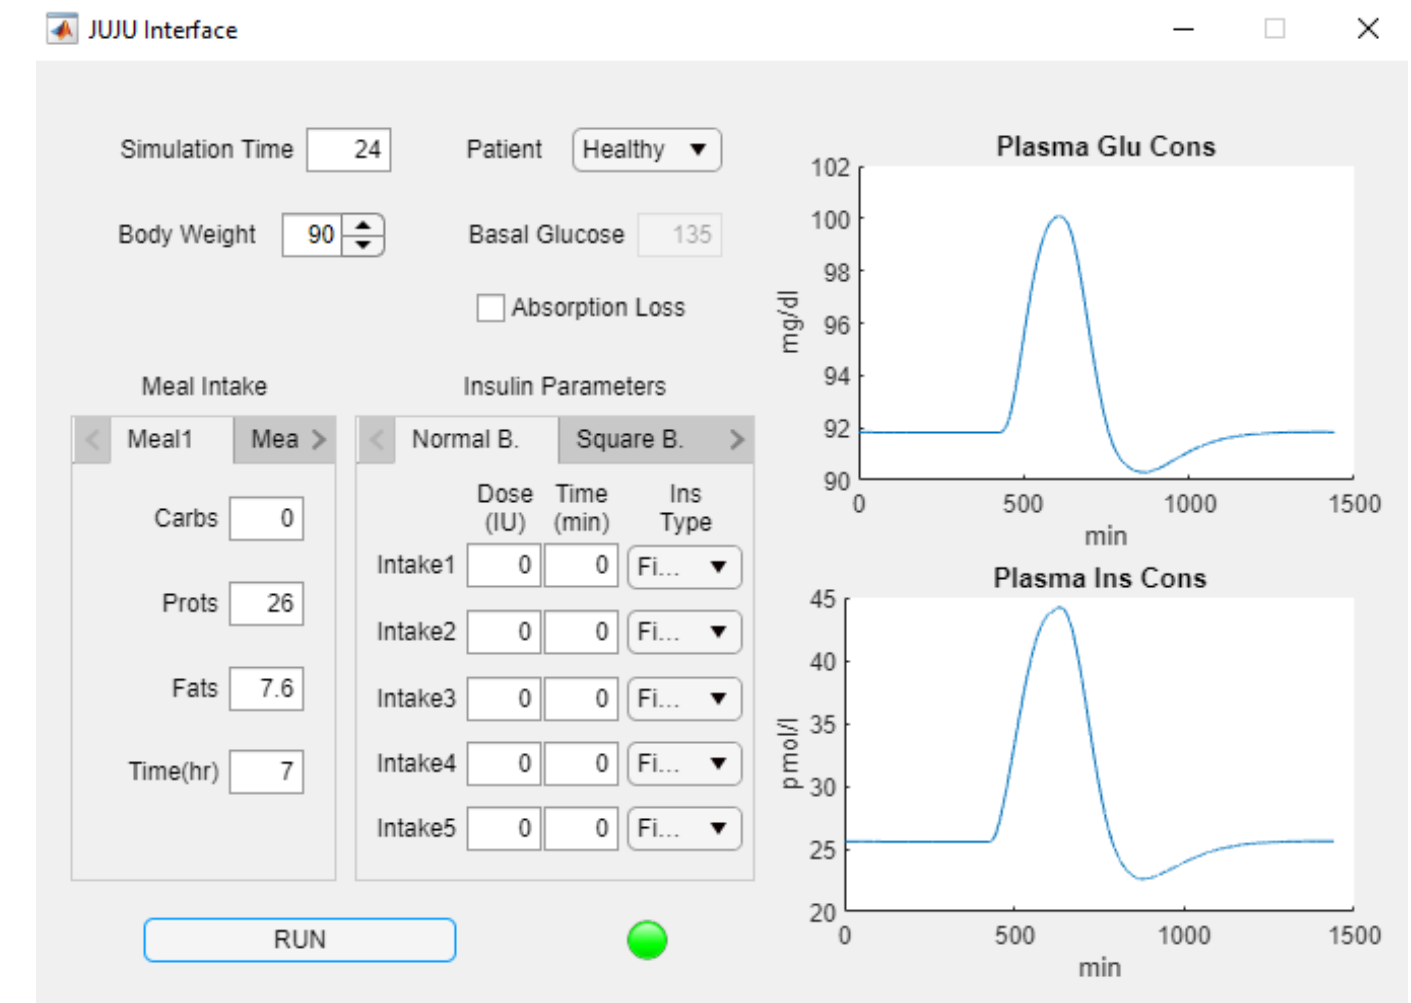 JUJU Interface
Simulation Time 24
Patient Healthy
Body Weight 90
Basal Glucose 135
Absorption Loss
Meal Intake
Meal1 Mea
Carbs 0
Prots 26
Fats 7.6
Time(hr) 7
Insulin Parameters
Normal B. Square B.
Dose (IU) Time (min) Ins Type
Intake1 0 0 Fi...
Intake2 0 0 Fi...
Intake3 0 0 Fi...
Intake4 0 0 Fi...
Intake5 0 0 Fi...
RUN
Plasma Glu Cons
102
100
98
96
94
92
90
mg/dl
0 500 1000 1500
min
Plasma Ins Cons
45
40
35
30
25
20
pmol/l
0 500 1000 1500
min